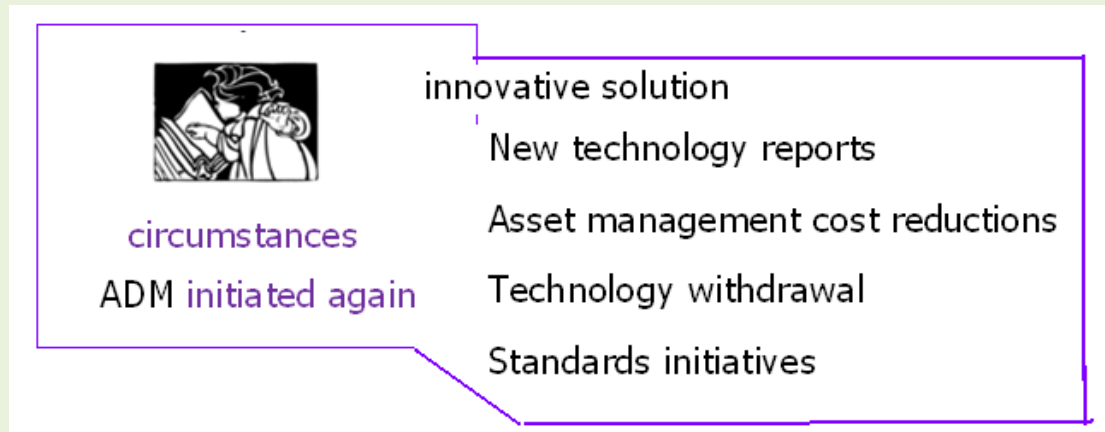 innovative solution
New technology reports
circumstances
Asset management cost reductions
ADM initiated again
Technology withdrawal
Standards initiatives